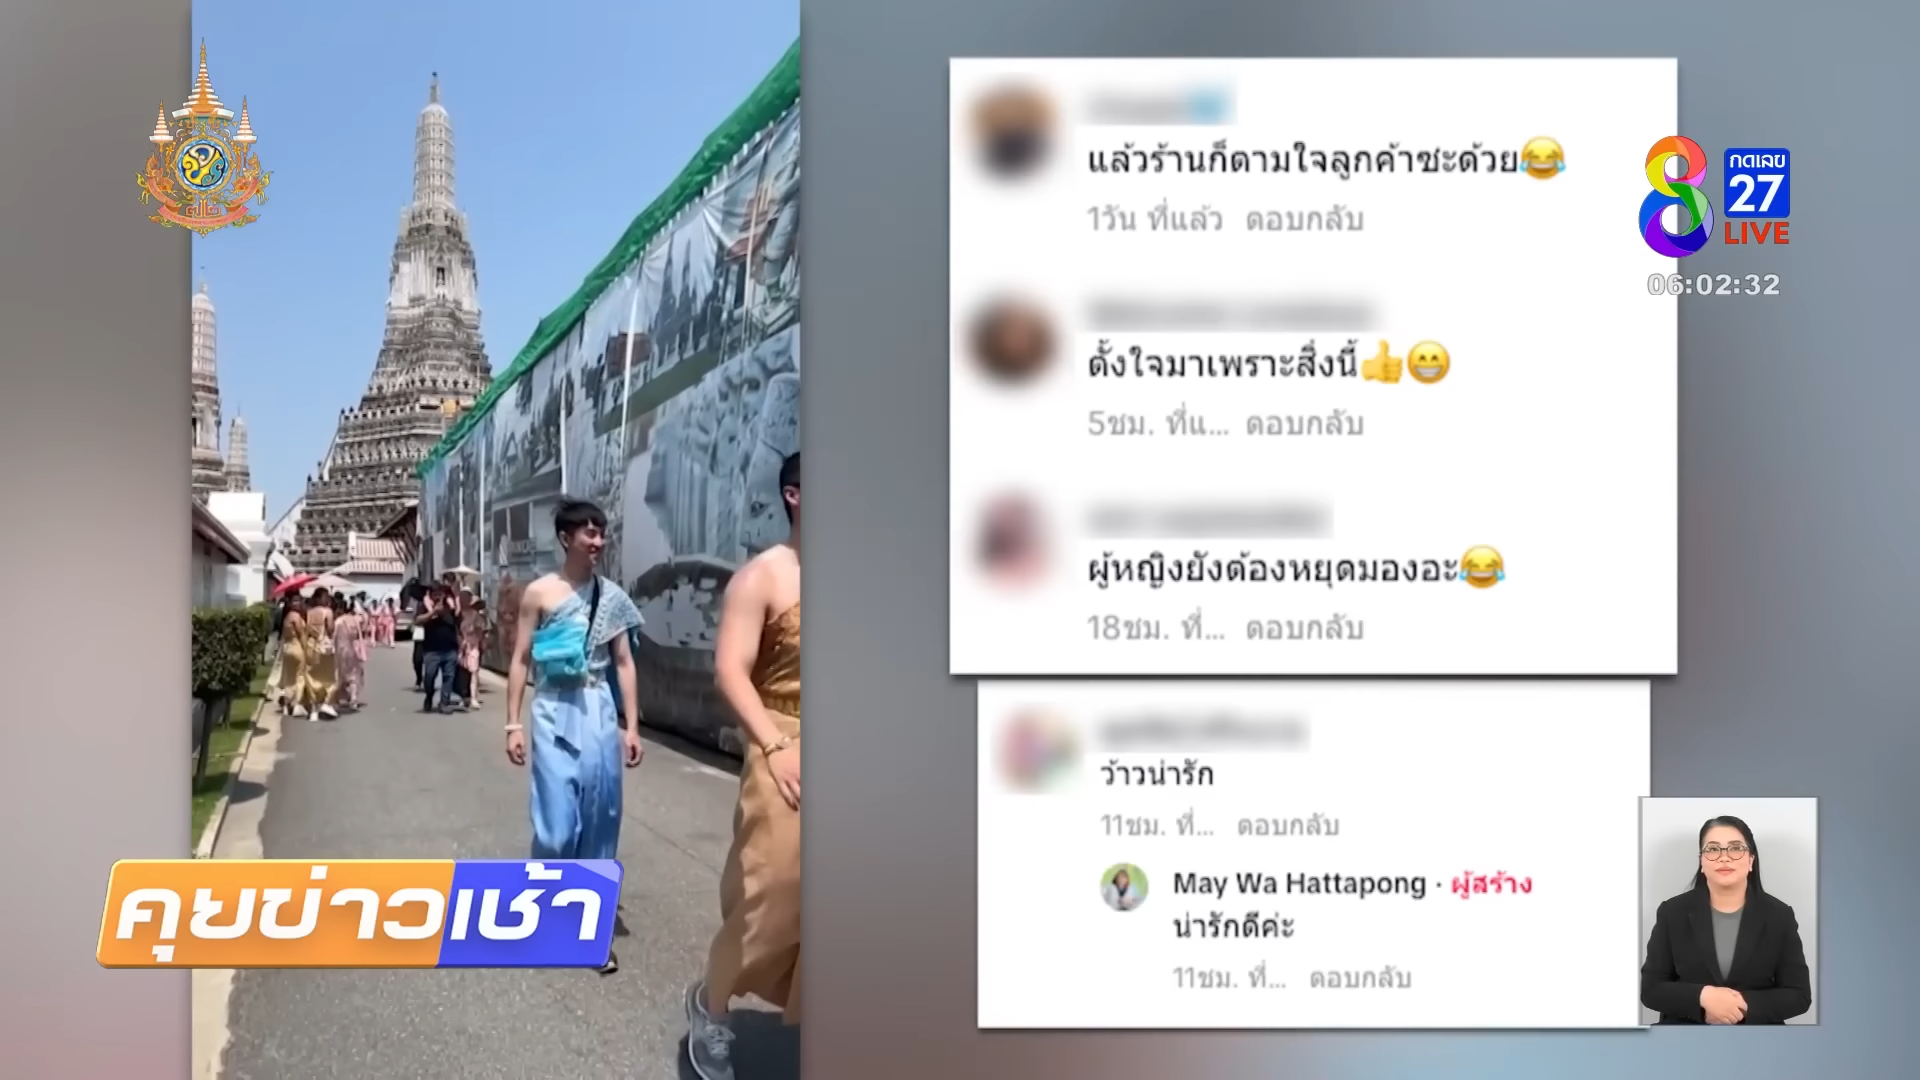 แล้วร้านก็ตามใจลูกค้าซะด้วย😂
1วัน ที่แล้ว ตอบกลับ
ตั้งใจมาเพราะสิ่งนี้👍😁
5ชม. ที่แ... ตอบกลับ
ผู้หญิงยังต้องหยุดมองอะ😂
18ชม. ที่... ตอบกลับ
ว้าวน่ารัก
11ชม. ที่... ตอบกลับ
May Wa Hattapong · ผู้สร้าง
น่ารักดีค่ะ
11ชม. ที่... ตอบกลับ
8
กดเลข
27
LIVE
06:02:32
คุยข่าวเช้า